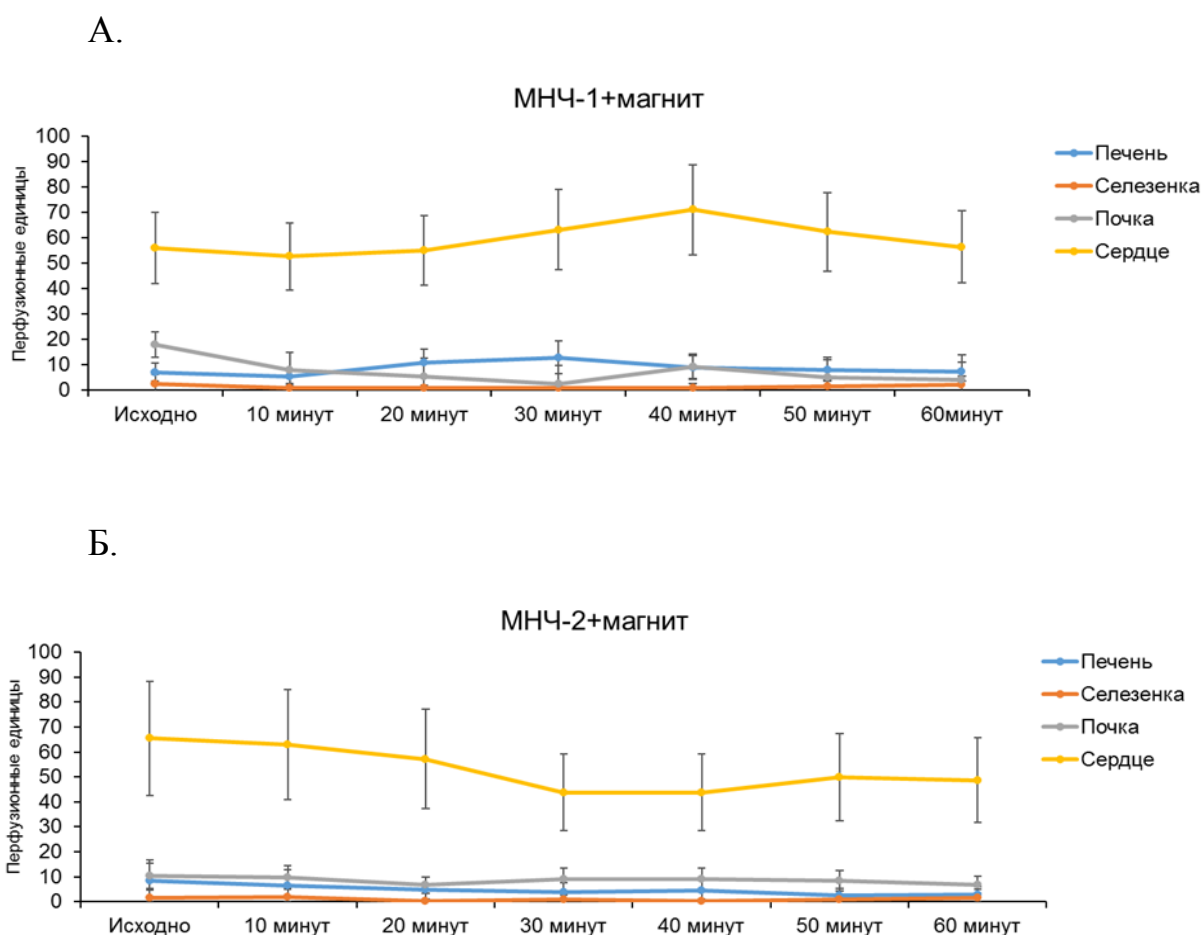 А.
МНЧ-1+магнит
Перфузионные единицы
100
90
80
70
60
50
40
30
20
10
0
Исходно 10 минут 20 минут 30 минут 40 минут 50 минут 60минут
Печень
Селезенка
Почка
Сердце
Б.
МНЧ-2+магнит
Перфузионные единицы
100
90
80
70
60
50
40
30
20
10
0
Исходно 10 минут 20 минут 30 минут 40 минут 50 минут 60 минут
Печень
Селезенка
Почка
Сердце